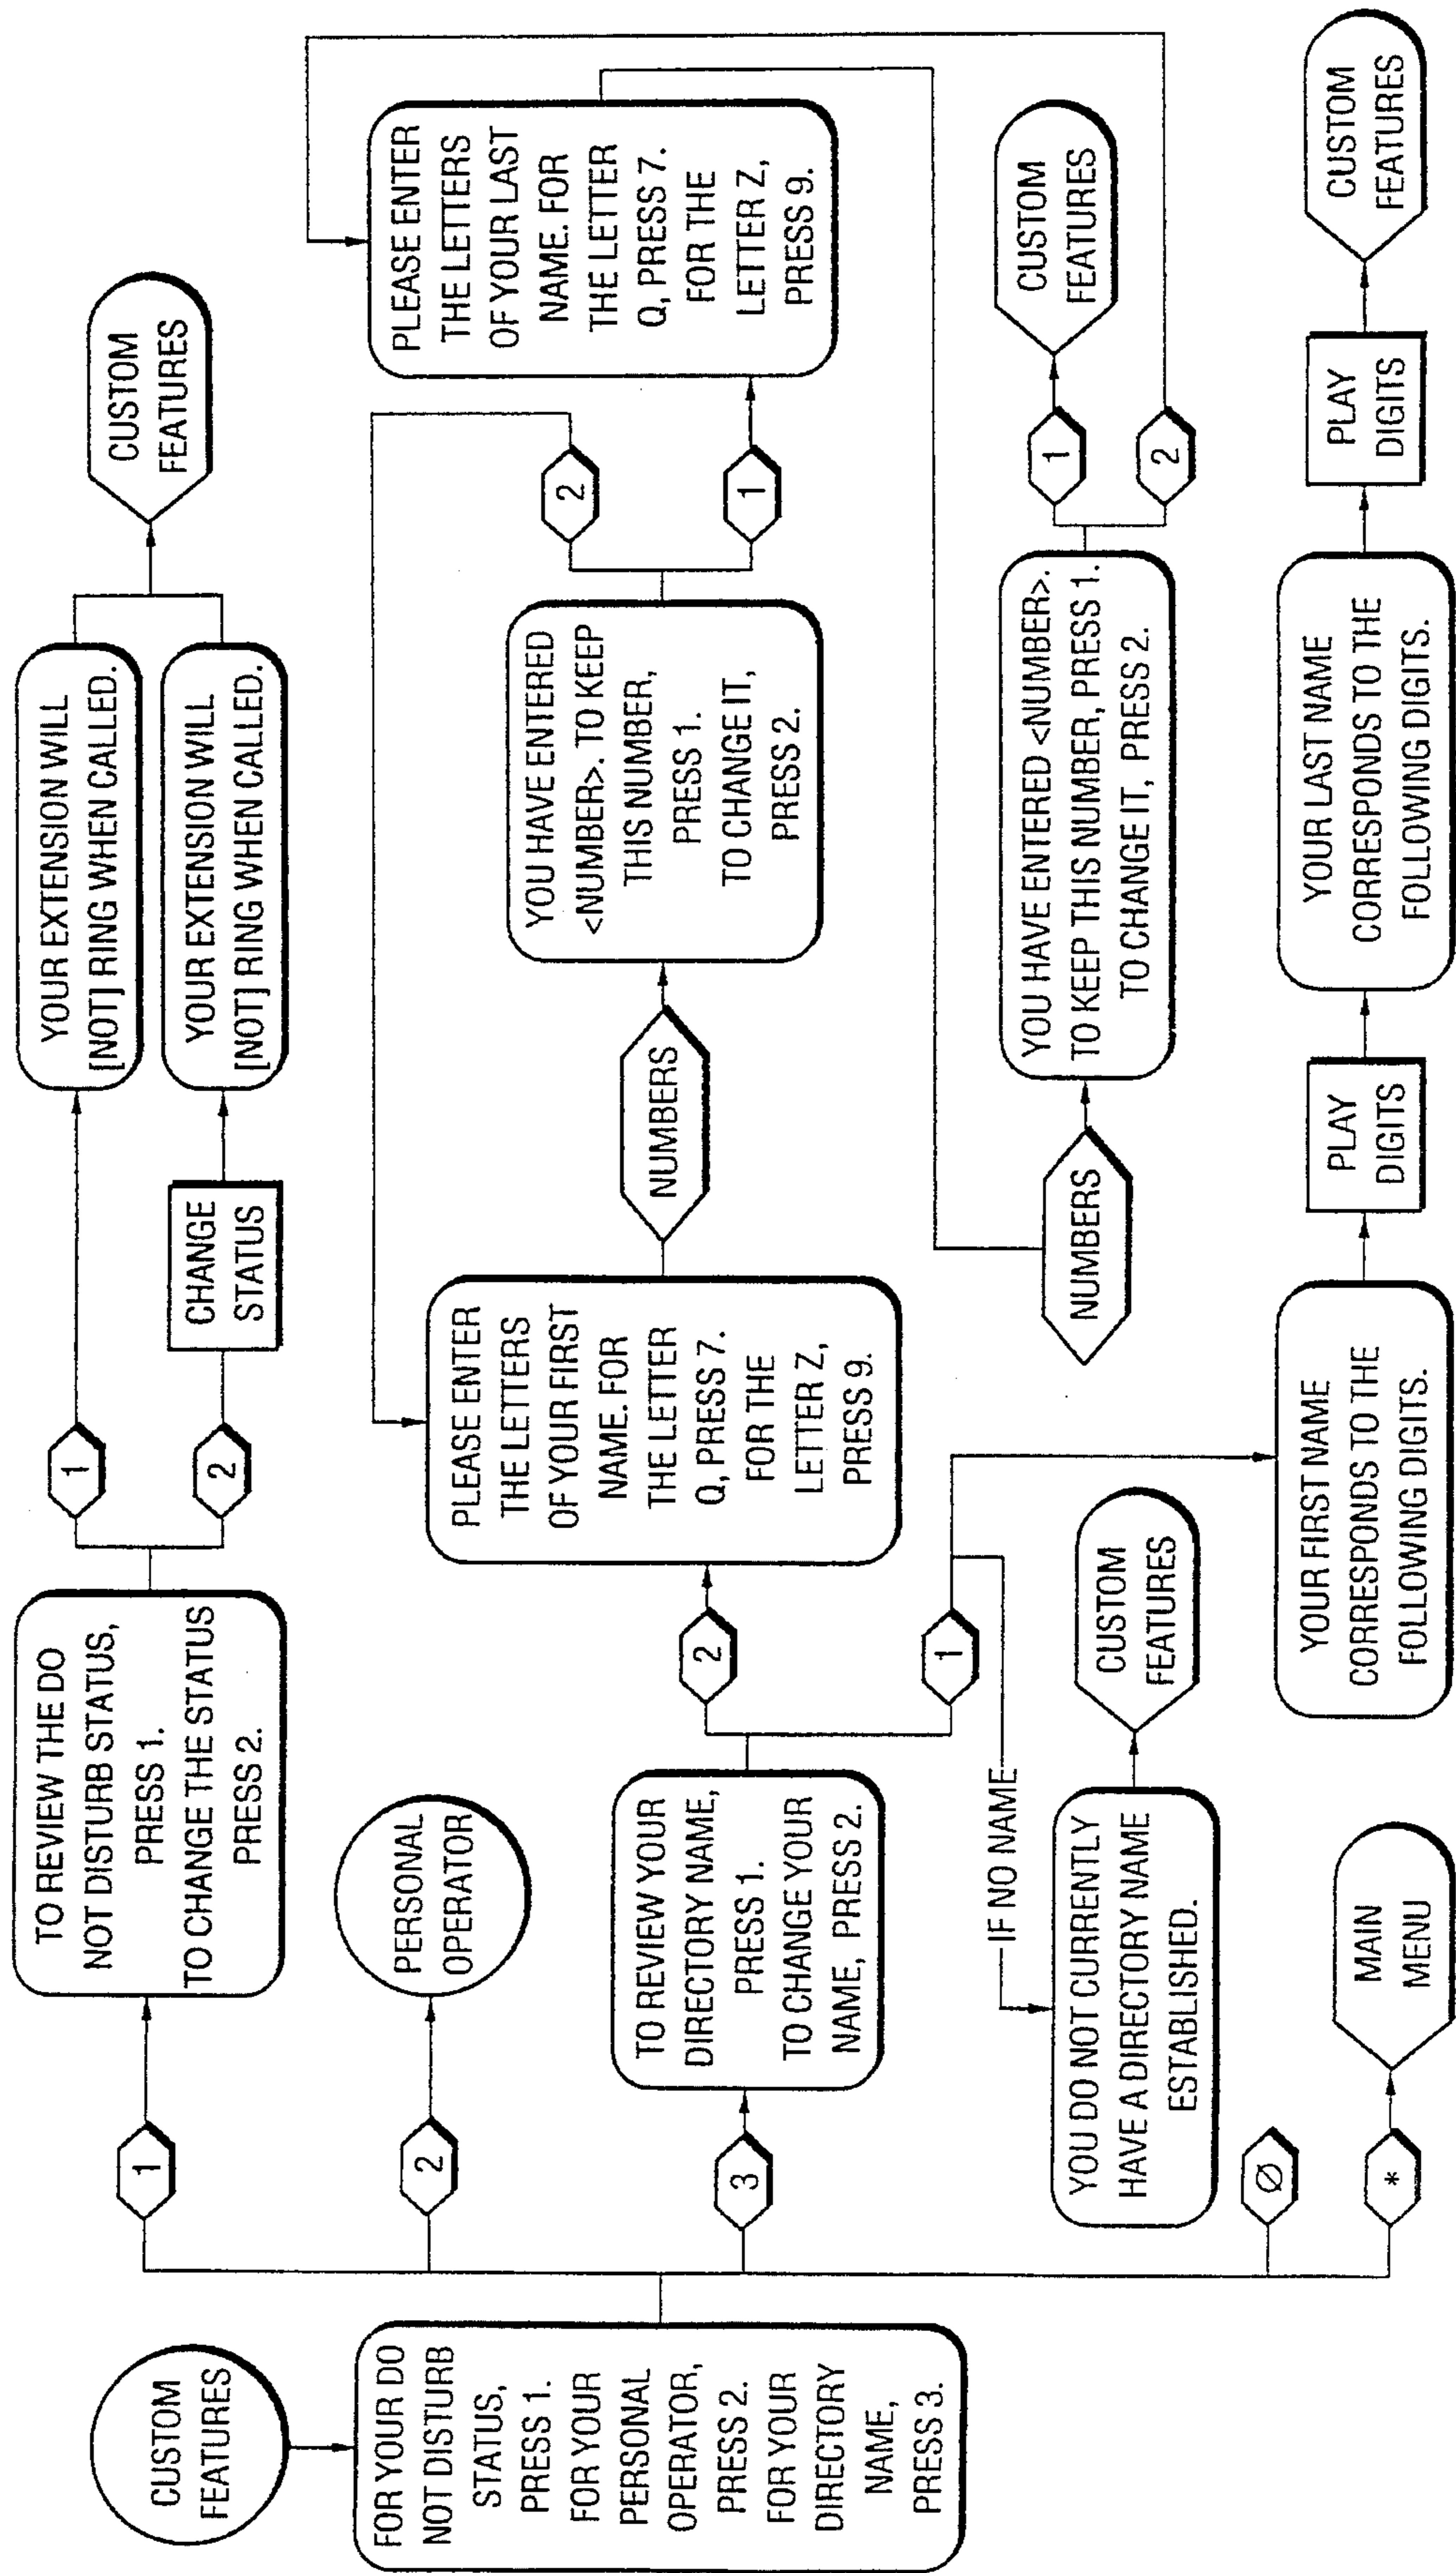 CUSTOM
FEATURES
FOR YOUR DO
NOT DISTURB
STATUS,
PRESS 1.
FOR YOUR
PERSONAL
OPERATOR,
PRESS 2.
FOR YOUR
DIRECTORY
NAME,
PRESS 3.
1
TO REVIEW THE DO
NOT DISTURB STATUS,
PRESS 1.
TO CHANGE THE STATUS
PRESS 2.
1
YOUR EXTENSION WILL
[NOT] RING WHEN CALLED.
2
CHANGE
STATUS
YOUR EXTENSION WILL
[NOT] RING WHEN CALLED.
CUSTOM
FEATURES
2
PERSONAL
OPERATOR
3
TO REVIEW YOUR
DIRECTORY NAME,
PRESS 1.
TO CHANGE YOUR
NAME, PRESS 2.
2
PLEASE ENTER
THE LETTERS
OF YOUR FIRST
NAME. FOR
THE LETTER
Q, PRESS 7.
FOR THE
LETTER Z,
PRESS 9.
NUMBERS
YOU HAVE ENTERED
<NUMBER>. TO KEEP
THIS NUMBER,
PRESS 1.
TO CHANGE IT,
PRESS 2.
2
1
PLEASE ENTER
THE LETTERS
OF YOUR LAST
NAME. FOR
THE LETTER
Q, PRESS 7.
FOR THE
LETTER Z,
PRESS 9.
NUMBERS
YOU HAVE ENTERED <NUMBER>.
TO KEEP THIS NUMBER, PRESS 1.
TO CHANGE IT, PRESS 2.
1
CUSTOM
FEATURES
2
1
IF NO NAME
YOU DO NOT CURRENTLY
HAVE A DIRECTORY NAME
ESTABLISHED.
CUSTOM
FEATURES
YOUR FIRST NAME
CORRESPONDS TO THE
FOLLOWING DIGITS.
PLAY
DIGITS
YOUR LAST NAME
CORRESPONDS TO THE
FOLLOWING DIGITS.
PLAY
DIGITS
CUSTOM
FEATURES
Ø
*
MAIN
MENU